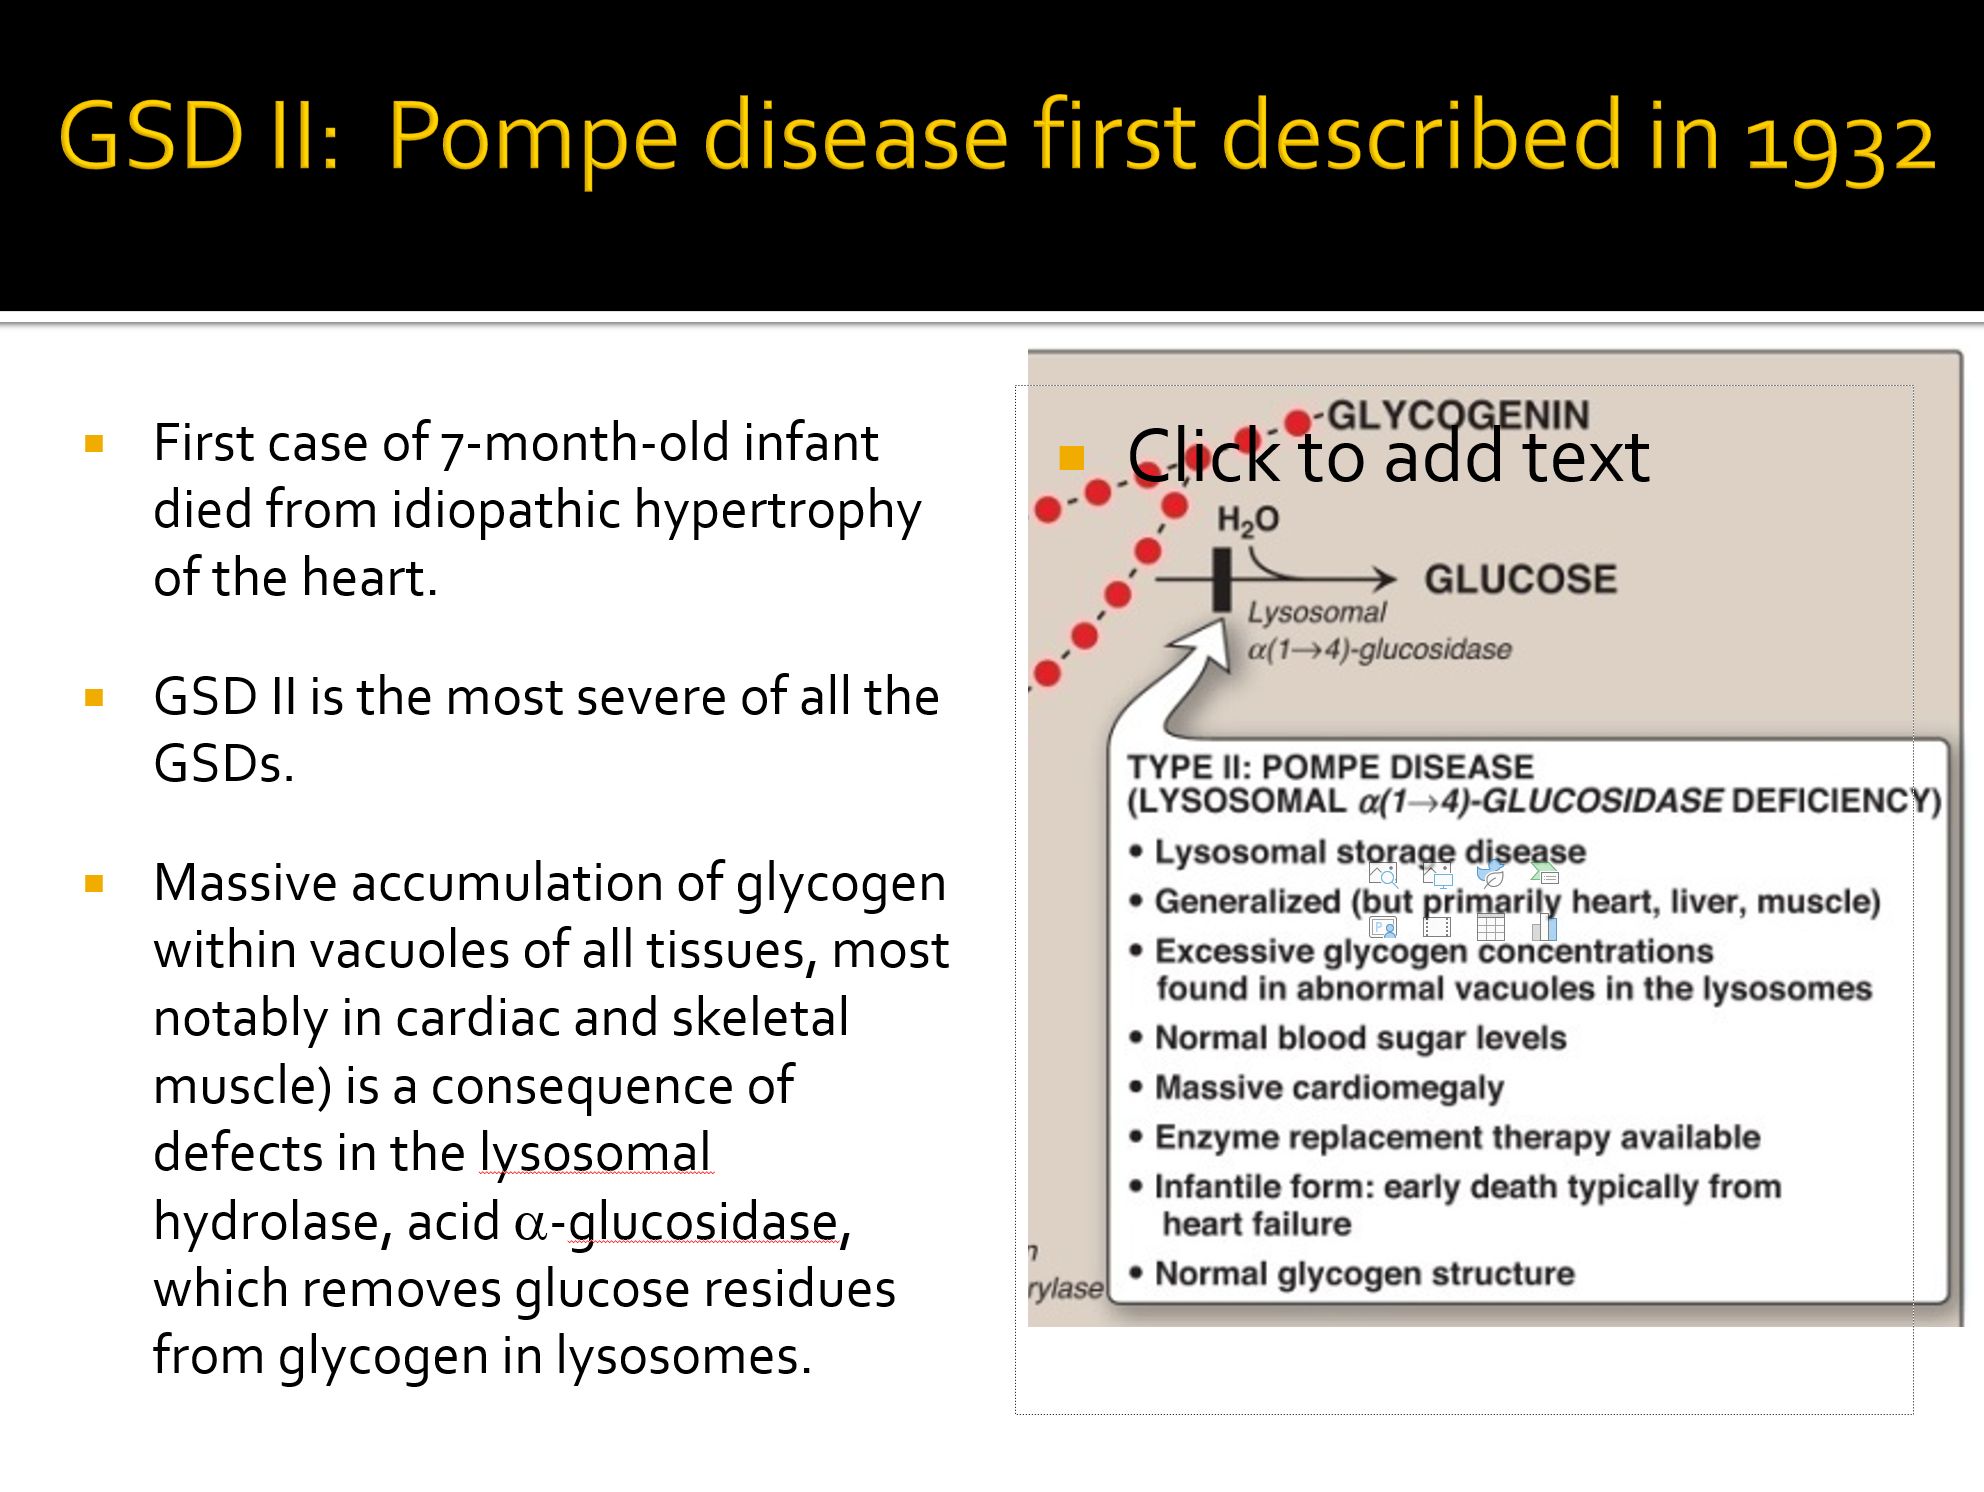 GSD II: Pompe disease first described in 1932
■ First case of 7-month-old infant
died from idiopathic hypertrophy
of the heart.
■ GSD II is the most severe of all the
GSDs.
■ Massive accumulation of glycogen
within vacuoles of all tissues, most
notably in cardiac and skeletal
muscle) is a consequence of
defects in the lysosomal
hydrolase, acid α-glucosidase,
which removes glucose residues
from glycogen in lysosomes.
GLYCOGENIN
■ Click to add text
H₂O
GLUCOSE
Lysosomal
α(1→4)-glucosidase
TYPE II: POMPE DISEASE
(LYSOSOMAL α(1→4)-GLUCOSIDASE DEFICIENCY)
• Lysosomal storage disease
• Generalized (but primarily heart, liver, muscle)
• Excessive glycogen concentrations
found in abnormal vacuoles in the lysosomes
• Normal blood sugar levels
• Massive cardiomegaly
• Enzyme replacement therapy available
• Infantile form: early death typically from
heart failure
• Normal glycogen structure
rylase